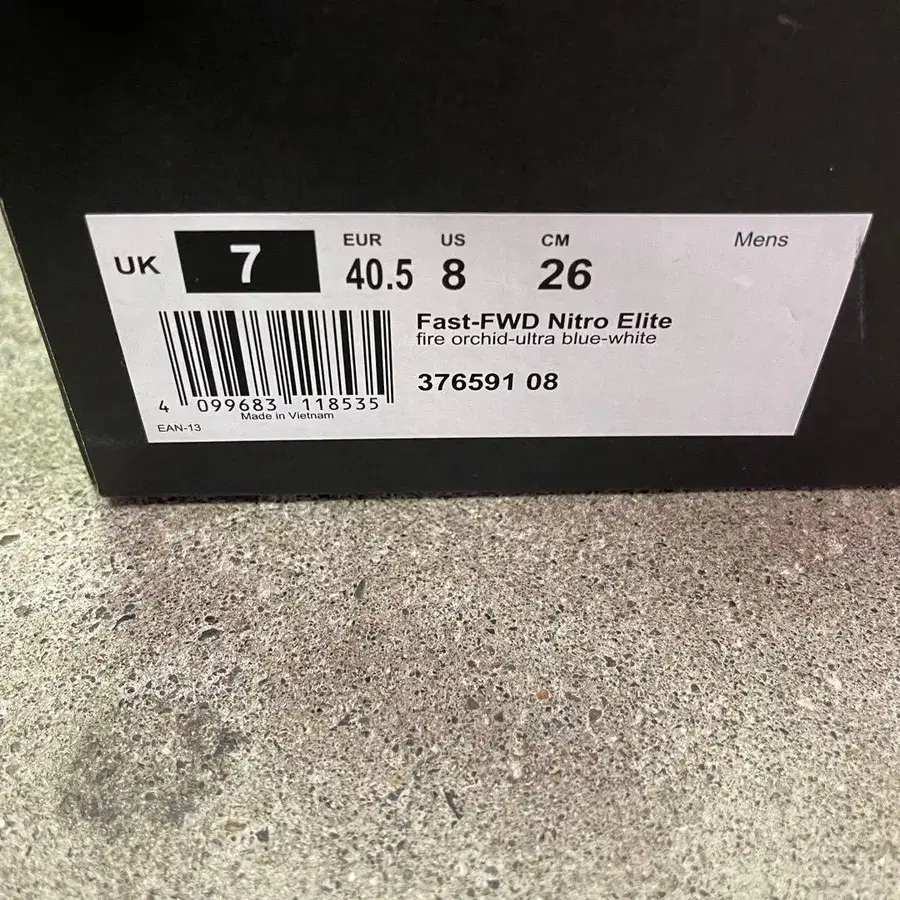 UK 7
EUR US CM Mens
40.5 8 26
Fast-FWD Nitro Elite
fire orchid-ultra blue-white
376591 08
4 099683 118535
Made in Vietnam
EAN-13